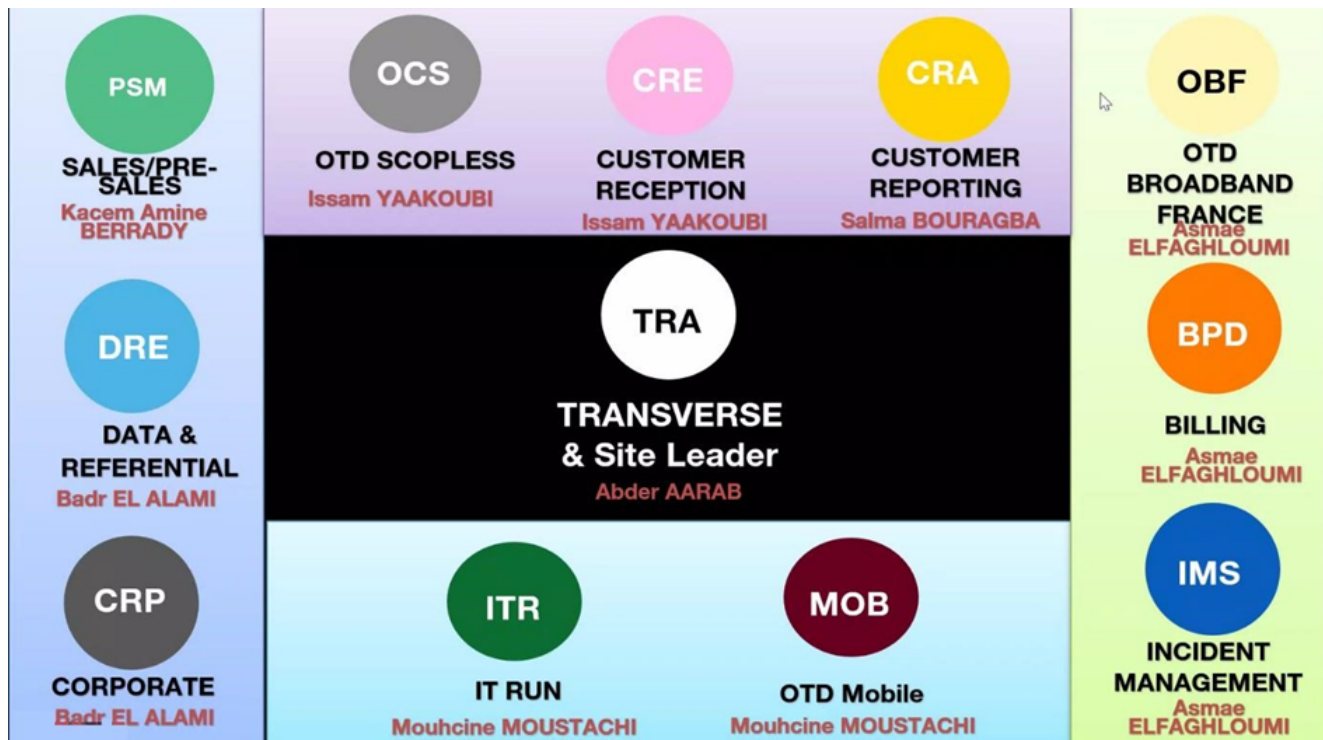 PSM
SALES/PRE-
SALES
Kacem Amine
BERRADY
DRE
DATA &
REFERENTIAL
Badr EL ALAMI
CRP
CORPORATE
Badr EL ALAMI
OCS
OTD SCOPLESS
Issam YAAKOUBI
CRE
CUSTOMER
RECEPTION
Issam YAAKOUBI
CRA
CUSTOMER
REPORTING
Salma BOURAGBA
TRA
TRANSVERSE
& Site Leader
Abder AARAB
ITR
IT RUN
Mouhcine MOUSTACHI
MOB
OTD Mobile
Mouhcine MOUSTACHI
OBF
OTD
BROADBAND
FRANCE
Asmae
ELFAGHLOUMI
BPD
BILLING
Asmae
ELFAGHLOUMI
IMS
INCIDENT
MANAGEMENT
Asmae
ELFAGHLOUMI